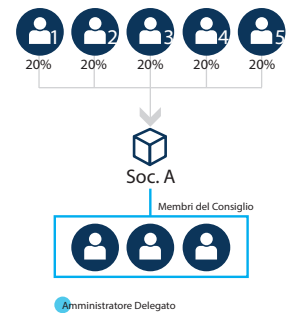 1 2 3 4 5
20% 20% 20% 20% 20%
Soc. A
Membri del Consiglio
Amministratore Delegato